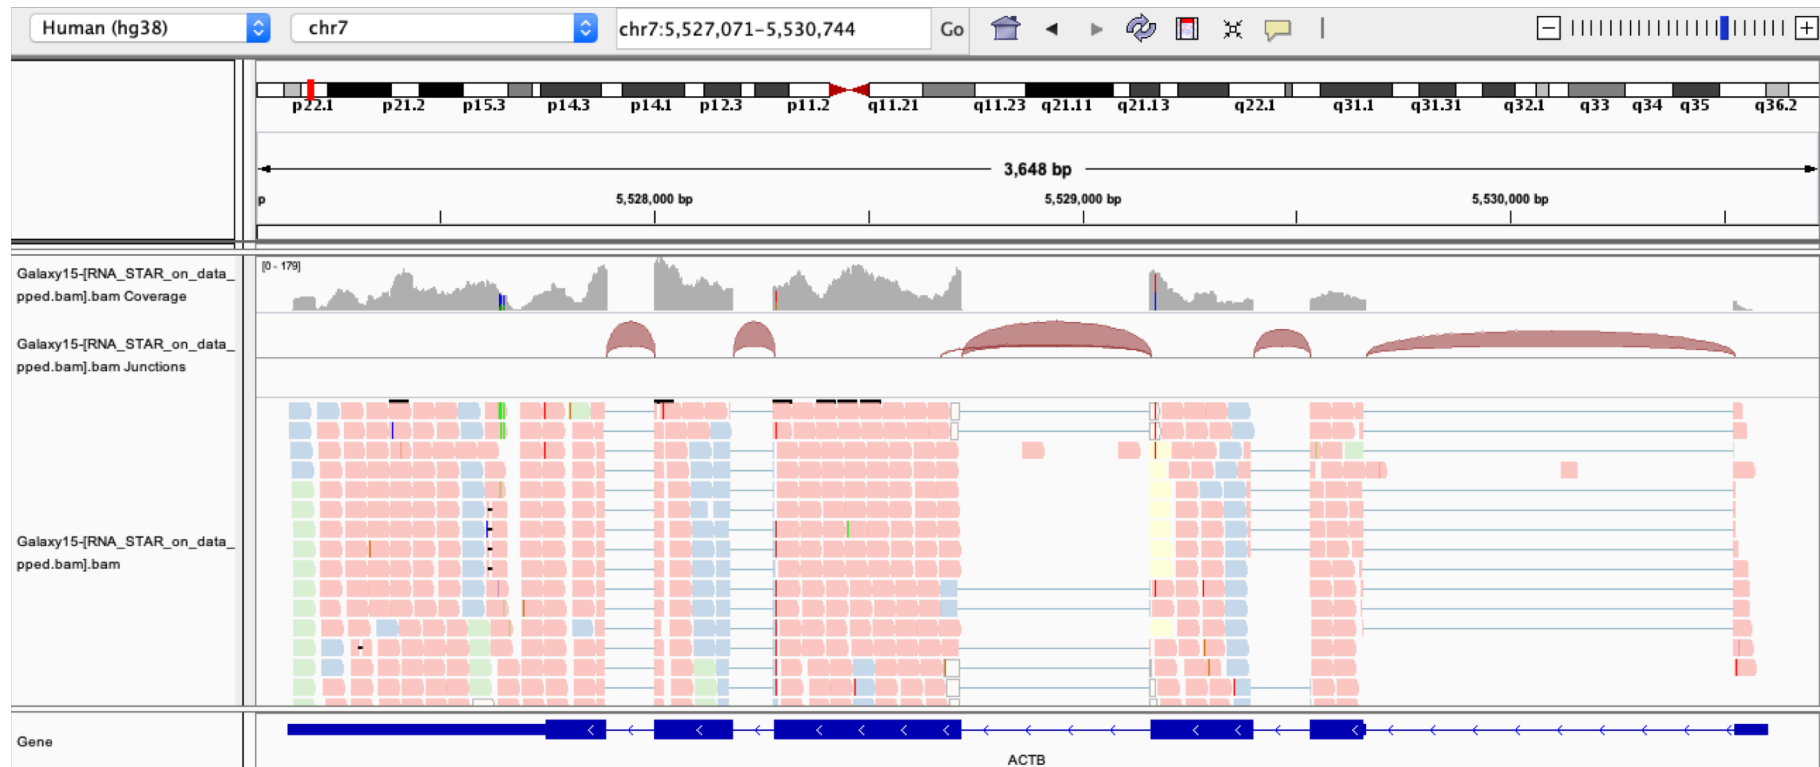 Human (hg38) chr7 chr7:5,527,071-5,530,744 Go
p22.1 p21.2 p15.3 p14.3 p14.1 p12.3 p11.2 q11.21 q11.23 q21.11 q21.13 q22.1 q31.1 q31.31 q32.1 q33 q34 q35 q36.2
3,648 bp
p 5,528,000 bp 5,529,000 bp 5,530,000 bp
[0 - 179]
Galaxy15-[RNA_STAR_on_data_
pped.bam].bam Coverage
Galaxy15-[RNA_STAR_on_data_
pped.bam].bam Junctions
Galaxy15-[RNA_STAR_on_data_
pped.bam].bam
Gene
ACTB